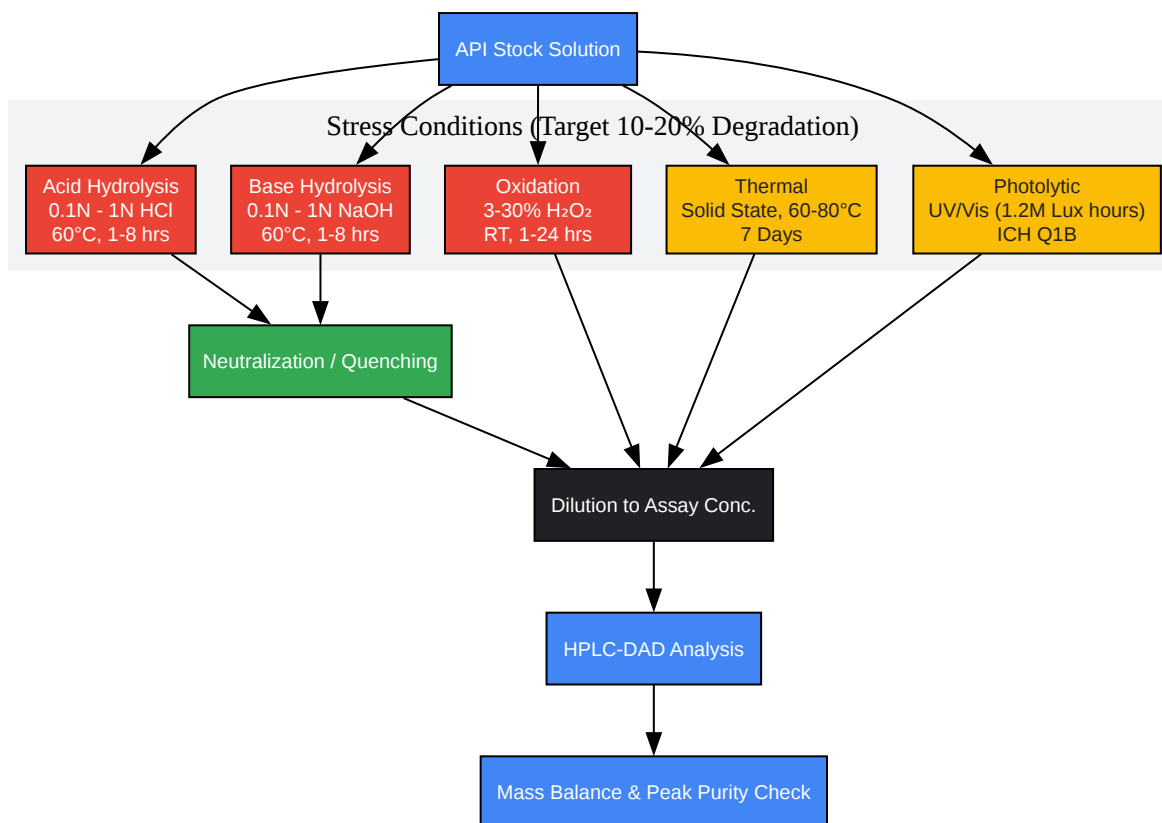 API Stock Solution
Stress Conditions (Target 10-20% Degradation)
Acid Hydrolysis
0.1N - 1N HCl
60°C, 1-8 hrs
Base Hydrolysis
0.1N - 1N NaOH
60°C, 1-8 hrs
Oxidation
3-30% H₂O₂
RT, 1-24 hrs
Thermal
Solid State, 60-80°C
7 Days
Photolytic
UV/Vis (1.2M Lux hours)
ICH Q1B
Neutralization / Quenching
Dilution to Assay Conc.
HPLC-DAD Analysis
Mass Balance & Peak Purity Check